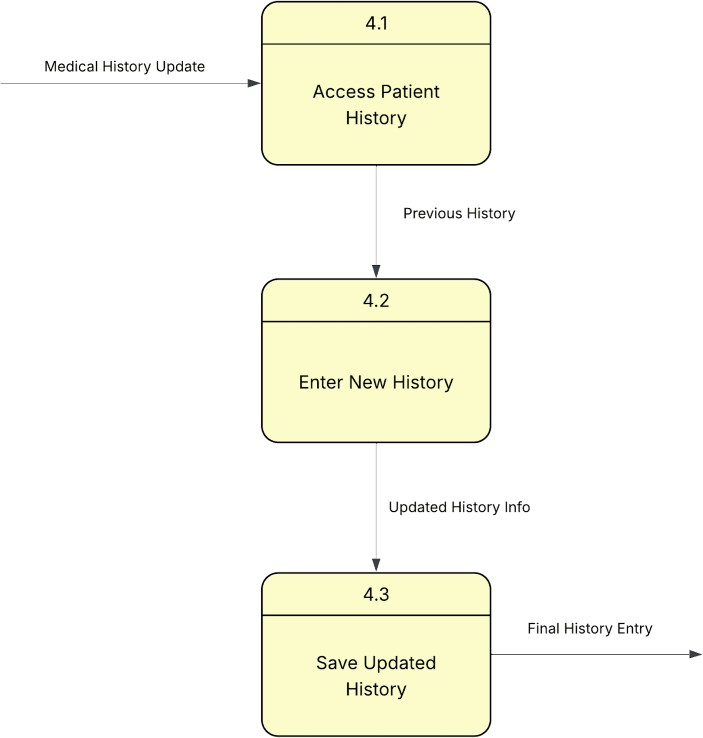 4.1
Medical History Update
Access Patient
History
Previous History
4.2
Enter New History
Updated History Info
4.3
Final History Entry
Save Updated
History